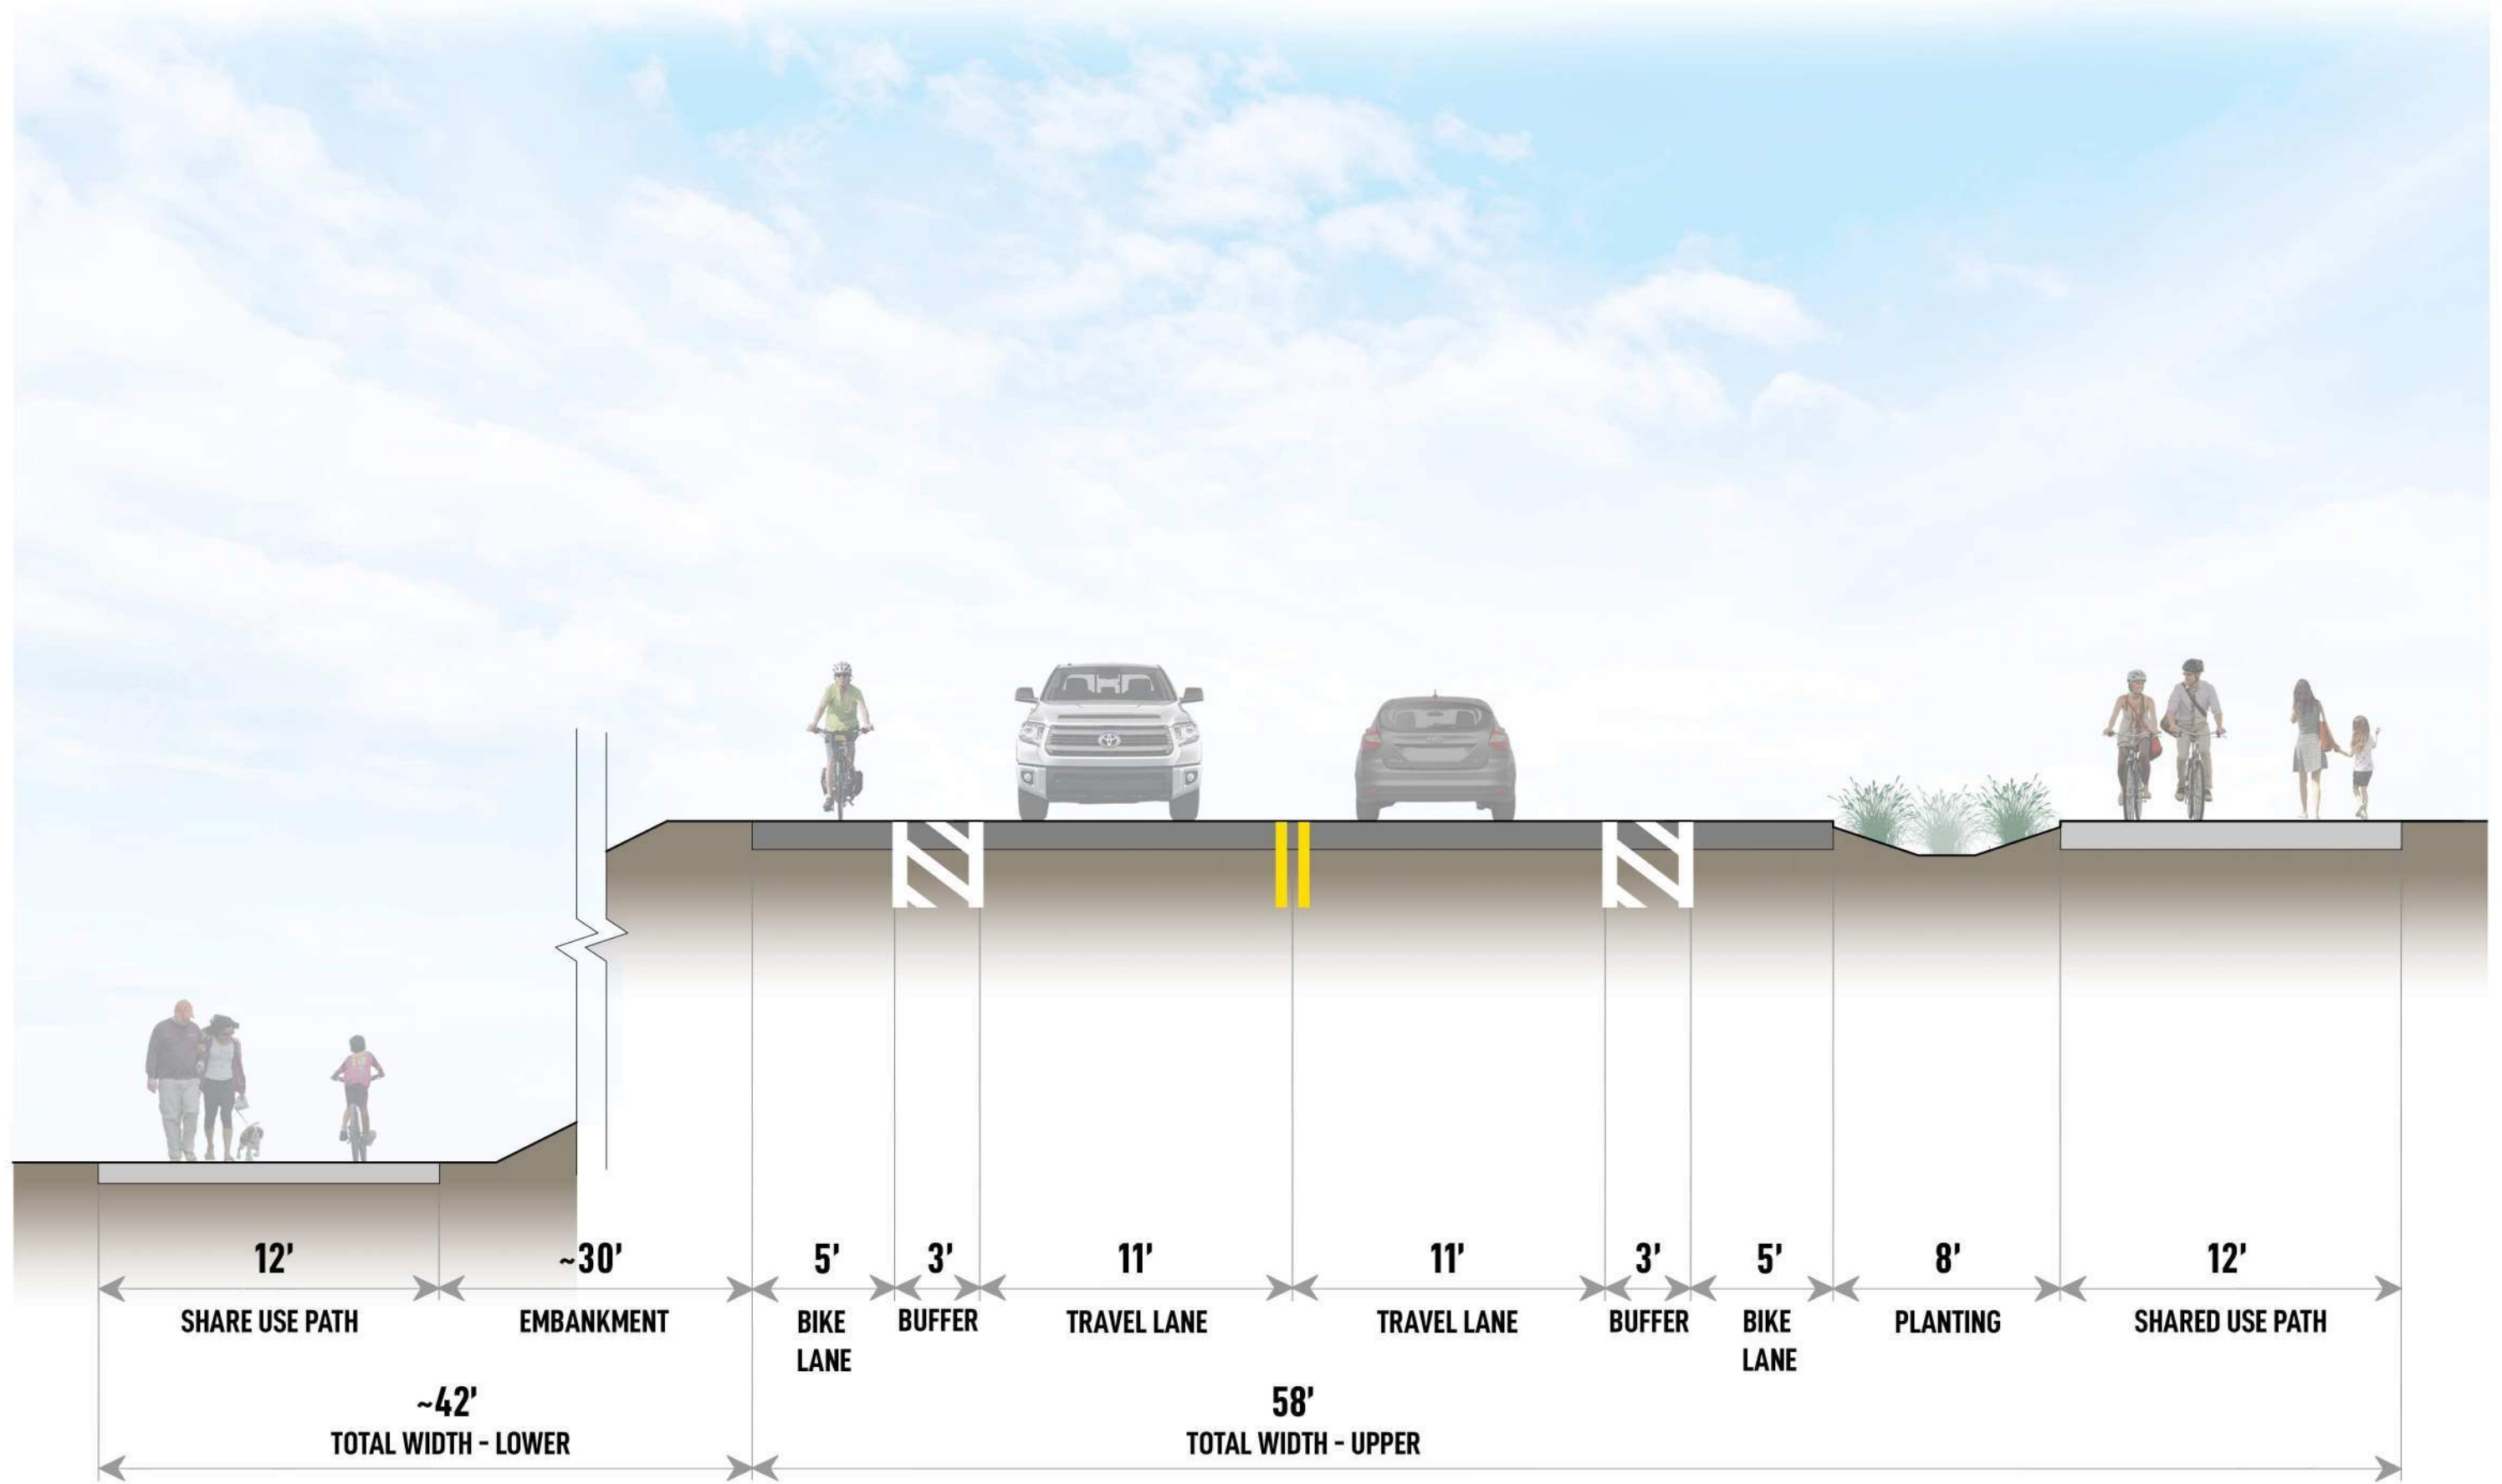 12'
~30'
5'
3'
11'
11'
3'
5'
8'
12'
SHARE USE PATH
EMBANKMENT
BIKE
LANE
BUFFER
TRAVEL LANE
TRAVEL LANE
BUFFER
BIKE
LANE
PLANTING
SHARED USE PATH
~42'
TOTAL WIDTH - LOWER
58'
TOTAL WIDTH - UPPER